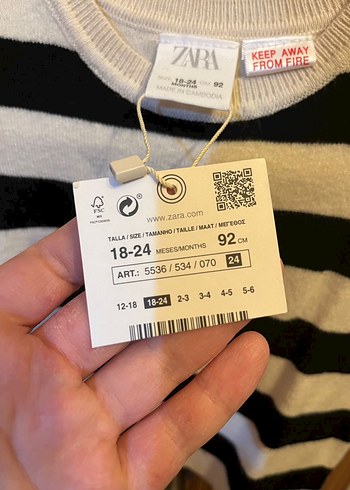 ZARA
18-24 92
MONTHS
MADE IN CAMBODIA
KEEP AWAY
FROM FIRE
FSC
www.zara.com
TALLA / SIZE / TAMANHO / TAILLE / MAAT / ΜΕΓΕΘΟΣ
18-24 MESES/MONTHS 92 CM
ART.: 5536 / 534 / 070 24
12-18 18-24 2-3 3-4 4-5 5-6